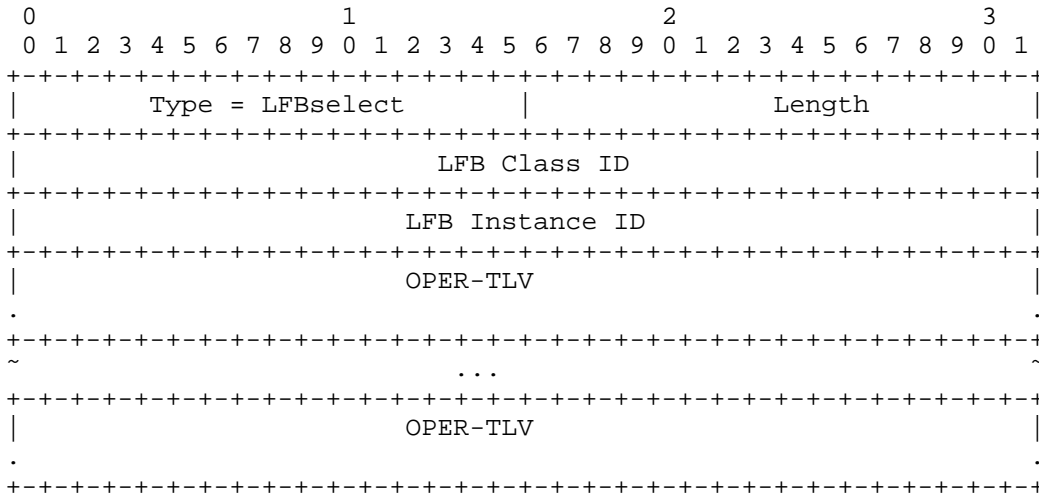 0                   1                   2                   3
 0 1 2 3 4 5 6 7 8 9 0 1 2 3 4 5 6 7 8 9 0 1 2 3 4 5 6 7 8 9 0 1
+-+-+-+-+-+-+-+-+-+-+-+-+-+-+-+-+-+-+-+-+-+-+-+-+-+-+-+-+-+-+-+-+
|        Type = LFBselect       |               Length          |
+-+-+-+-+-+-+-+-+-+-+-+-+-+-+-+-+-+-+-+-+-+-+-+-+-+-+-+-+-+-+-+-+
|                          LFB Class ID                         |
+-+-+-+-+-+-+-+-+-+-+-+-+-+-+-+-+-+-+-+-+-+-+-+-+-+-+-+-+-+-+-+-+
|                        LFB Instance ID                        |
+-+-+-+-+-+-+-+-+-+-+-+-+-+-+-+-+-+-+-+-+-+-+-+-+-+-+-+-+-+-+-+-+
|                        OPER-TLV                               |
.                                                               .
+-+-+-+-+-+-+-+-+-+-+-+-+-+-+-+-+-+-+-+-+-+-+-+-+-+-+-+-+-+-+-+-+
~                           ...                                 ~
+-+-+-+-+-+-+-+-+-+-+-+-+-+-+-+-+-+-+-+-+-+-+-+-+-+-+-+-+-+-+-+-+
|                        OPER-TLV                               |
.                                                               .
+-+-+-+-+-+-+-+-+-+-+-+-+-+-+-+-+-+-+-+-+-+-+-+-+-+-+-+-+-+-+-+-+